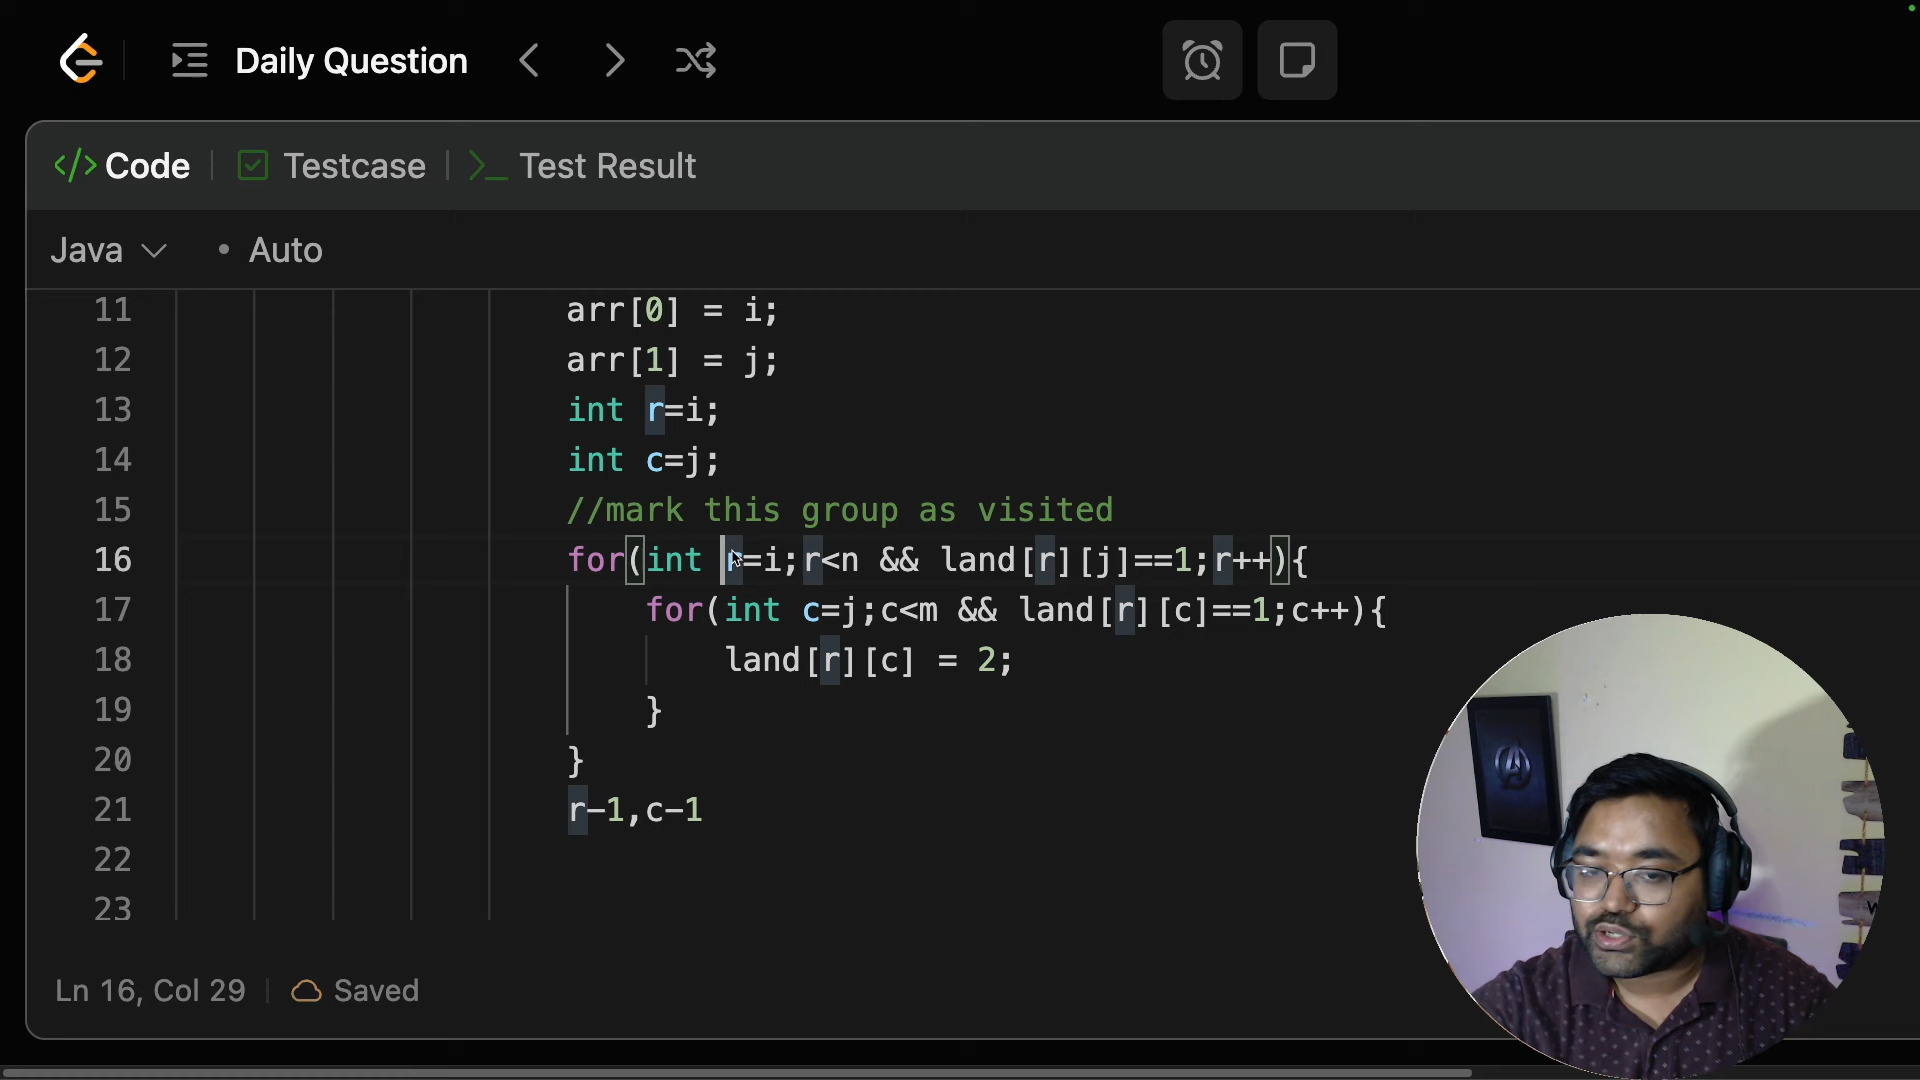 Daily Question
Code
Testcase
Test Result
Java
Auto
11 arr[0] = i;
12 arr[1] = j;
13 int r=i;
14 int c=j;
15 //mark this group as visited
16 for(int r=i;r<n && land[r][j]==1;r++){
17 for(int c=j;c<m && land[r][c]==1;c++){
18 land[r][c] = 2;
19 }
20 }
21 r-1,c-1
22
23
Ln 16, Col 29
Saved